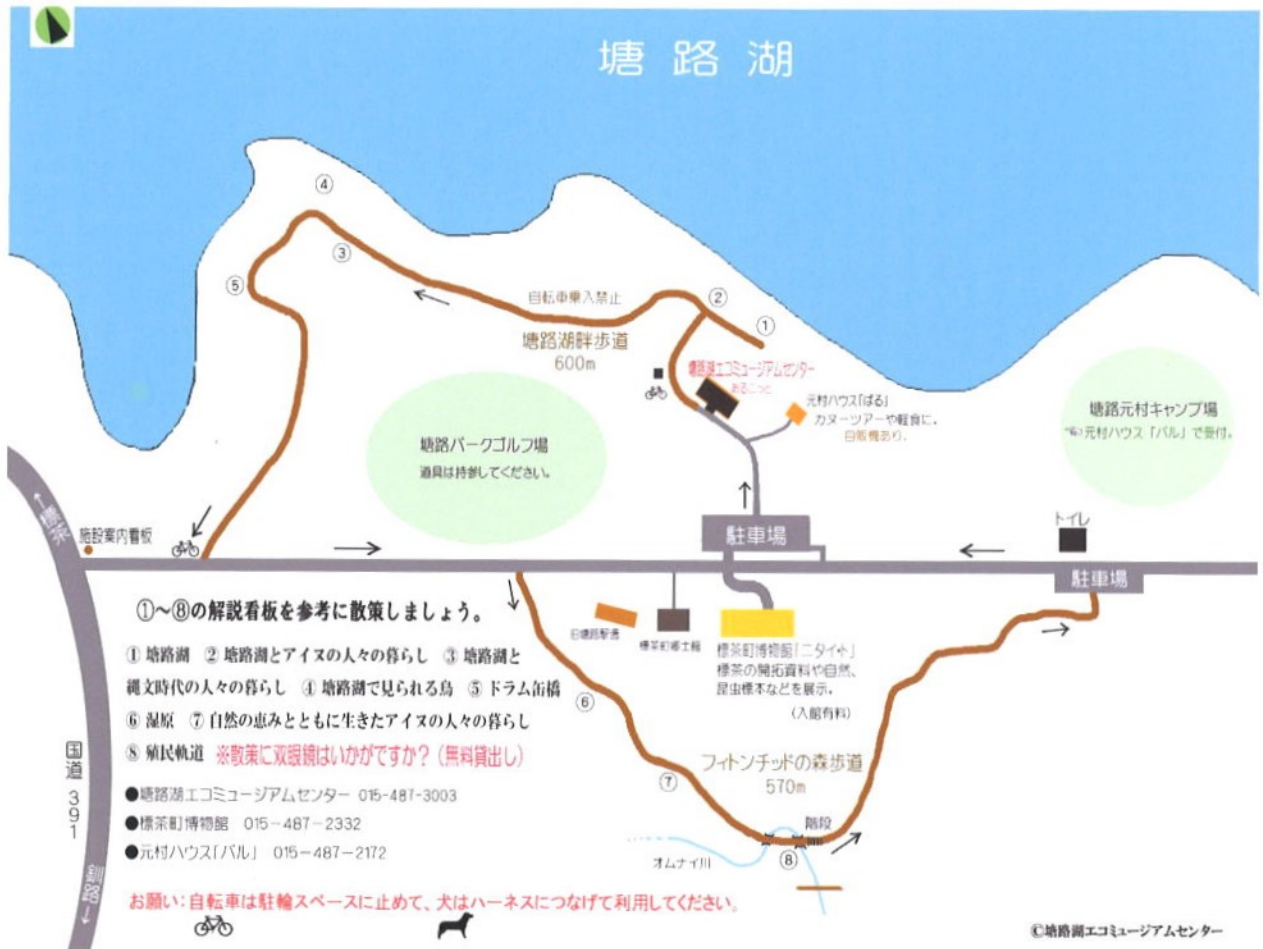 塘路湖
④
③
⑤
②
①
自転車乗入禁止
塘路湖畔歩道
600m
塘路湖エコミュージアムセンター
あるこっと
元村ハウス「ぱる」
カヌーツアーや軽食に。
自販機あり。
塘路元村キャンプ場
元村ハウス「バル」で受付。
塘路パークゴルフ場
道具は持参してください。
←標茶
施設案内看板
駐車場
トイレ
駐車場
①～⑧の解説看板を参考に散策しましょう。
① 塘路湖 ② 塘路湖とアイヌの人々の暮らし ③ 塘路湖と
縄文時代の人々の暮らし ④ 塘路湖で見られる鳥 ⑤ ドラム缶橋
⑥ 湿原 ⑦ 自然の恵みとともに生きたアイヌの人々の暮らし
⑧ 殖民軌道 ※散策に双眼鏡はいかがですか？（無料貸出し）
旧塘路駅逓
標茶町郷土館
標茶町博物館「ニタイ・ト」
標茶の開拓資料や自然、
昆虫標本などを展示。
（入館有料）
⑥
⑦
フィトンチッドの森歩道
570m
階段
⑧
オムナイ川
国道391
釧路→
●塘路湖エコミュージアムセンター 015-487-3003
●標茶町博物館 015－487－2332
●元村ハウス「バル」 015－487－2172
お願い：自転車は駐輪スペースに止めて、犬はハーネスにつなげて利用してください。
©塘路湖エコミュージアムセンター